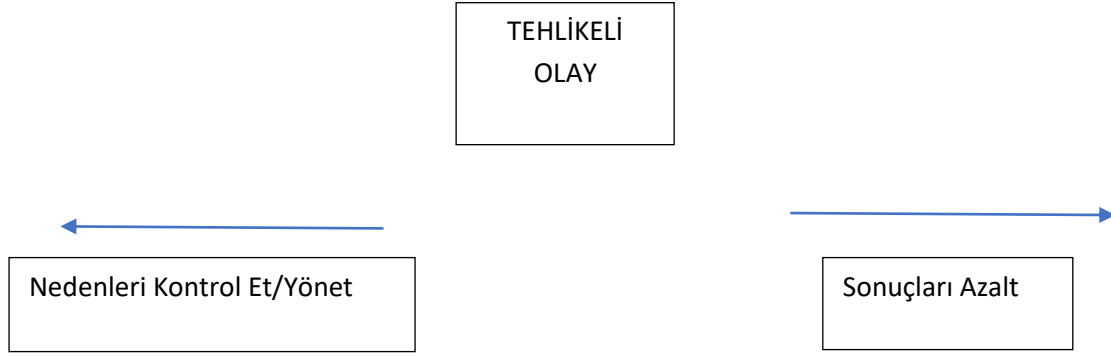 TEHLİKELİ
OLAY
Nedenleri Kontrol Et/Yönet
Sonuçları Azalt